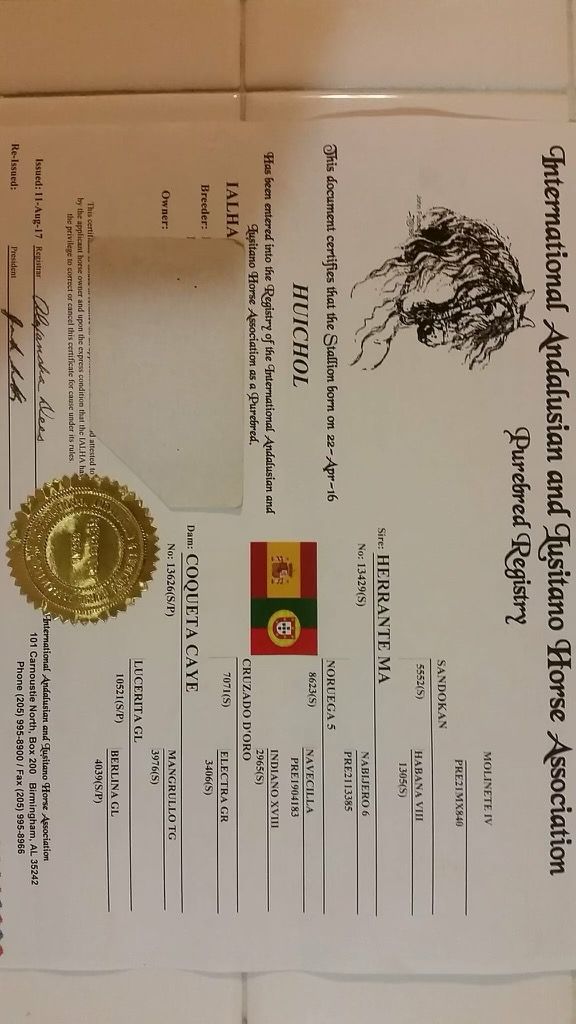 International Andalusian and Lusitano Horse Association
Purebred Registry
This document certifies that the Stallion born on 22-Apr-16
HUICHOL
Has been entered into the Registry of the International Andalusian and
Lusitano Horse Association as a Purebred.
IALHA
Breeder:
Owner:
This
attested to
by the applicant horse owner and upon the express condition that the IALHA ha
the privilege to correct or cancel this certificate for cause under its rules
Issued: 11-Aug-17 Registrar
Re-Issued: President
Sire: HERRANTE MA
No: 13429(S)
Dam: COQUETA CAYE
No: 13626(S/P)
SANDOKAN
5552(S)
NORUEGA 5
8623(S)
CRUZADO D'ORO
7071(S)
LUCERITA GL
10521(S/P)
MOLINETE IV
PRE21MX840
HABANA VIII
1305(S)
NABIJERO 6
PRE2113385
NAVECILLA
PRE1904183
INDIANO XVIII
2965(S)
ELECTRA GR
3406(S)
MANGRULLO TG
3976(S)
BERLINA GL
4039(S/P)
International Andalusian and Lusitano Horse Association
101 Carnoustie North, Box 200 Birmingham, AL 35242
Phone (205) 995-8900 / Fax (205) 995-8966